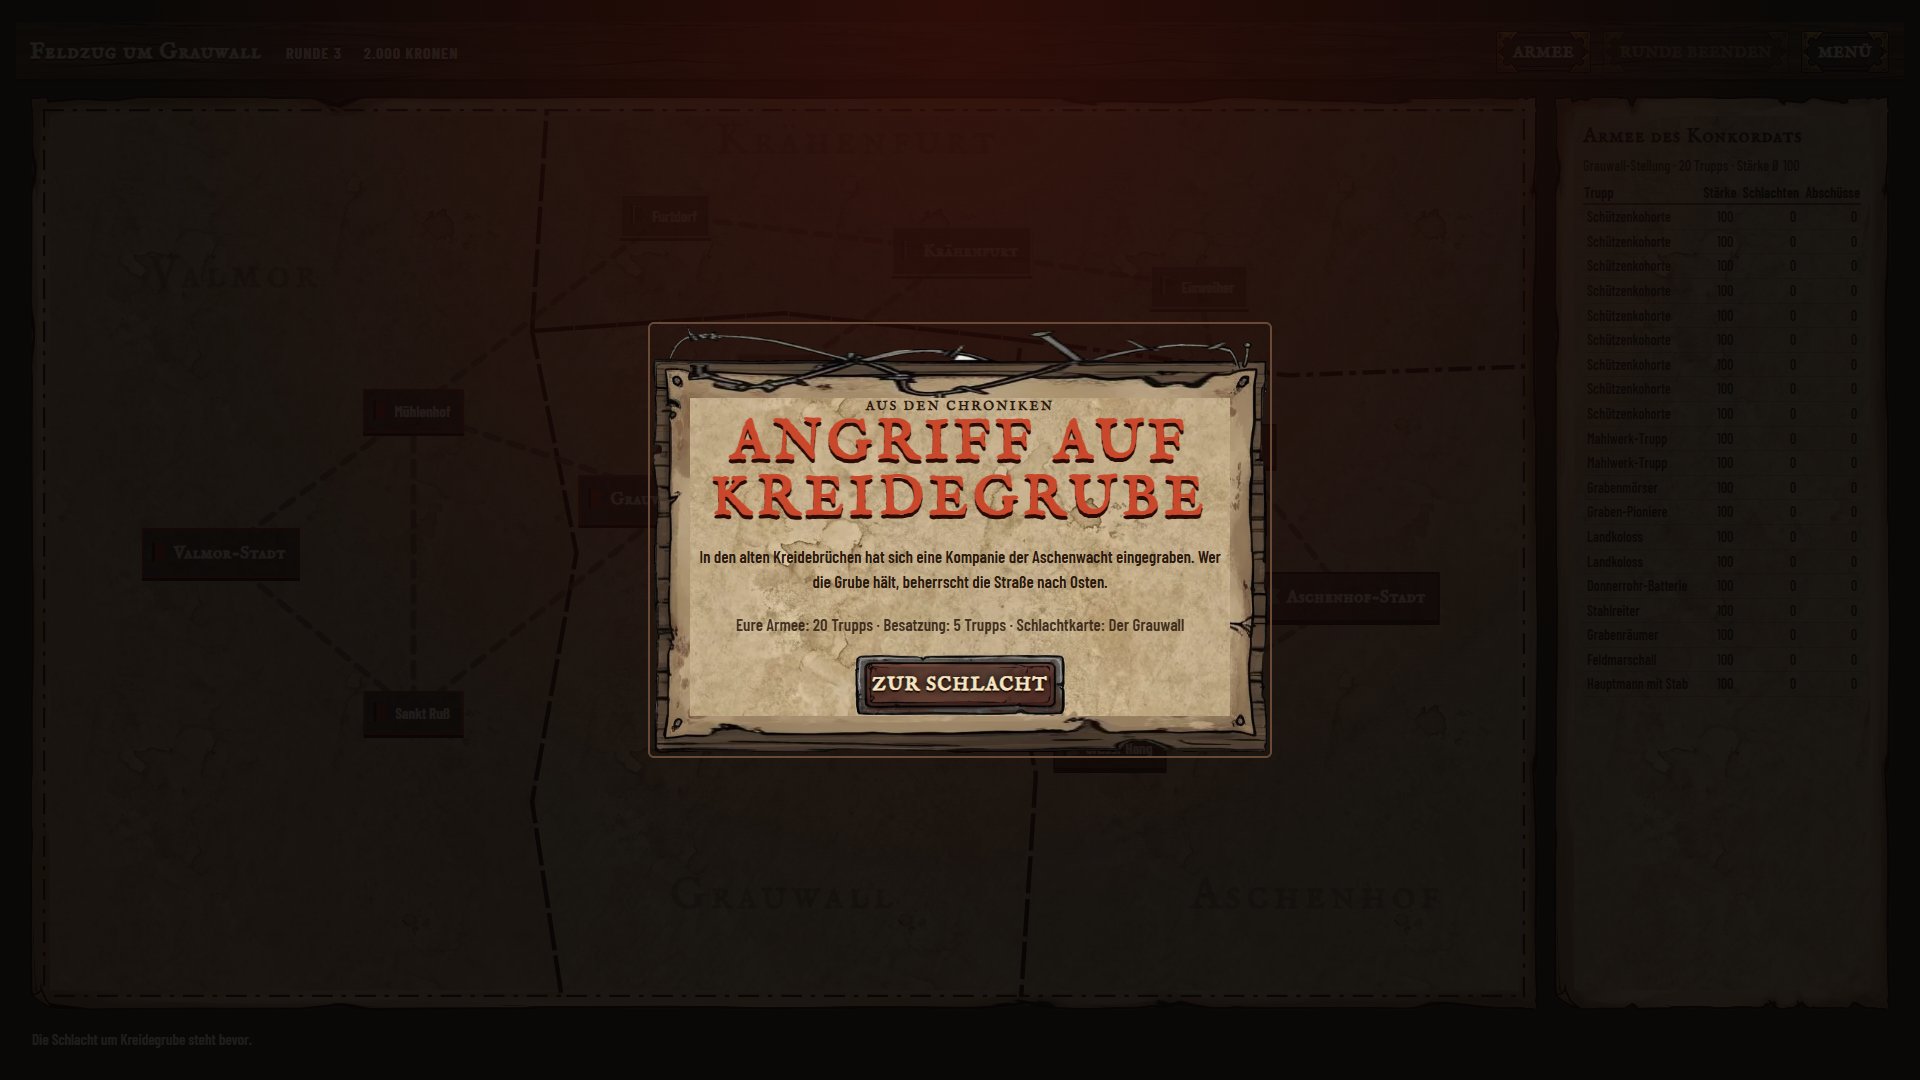 Feldzug um Grauwall RUNDE 3 2.000 KRONEN
ARMEE RUNDE BEENDEN MENÜ
Krähenfurt
Valmor
Furtdorf
Krähenfurt
Einweiher
Mühlenhof
Valmor-Stadt
Aschenhof-Stadt
Sankt Ruß
Hang
Grauwall
Aschenhof
AUS DEN CHRONIKEN
ANGRIFF AUF
KREIDEGRUBE
In den alten Kreidebrüchen hat sich eine Kompanie der Aschenwacht eingegraben. Wer
die Grube hält, beherrscht die Straße nach Osten.
Eure Armee: 20 Trupps · Besatzung: 5 Trupps · Schlachtkarte: Der Grauwall
ZUR SCHLACHT
Armee des Konkordats
Grauwall-Stellung · 20 Trupps · Stärke Ø 100
Trupp Stärke Schlachten Abschüsse
Schützenkohorte 100 0 0
Schützenkohorte 100 0 0
Schützenkohorte 100 0 0
Schützenkohorte 100 0 0
Schützenkohorte 100 0 0
Schützenkohorte 100 0 0
Schützenkohorte 100 0 0
Schützenkohorte 100 0 0
Schützenkohorte 100 0 0
Mahlwerk-Trupp 100 0 0
Mahlwerk-Trupp 100 0 0
Grabenmörser 100 0 0
Graben-Pioniere 100 0 0
Landkoloss 100 0 0
Landkoloss 100 0 0
Donnerrohr-Batterie 100 0 0
Stahlreiter 100 0 0
Grabenräumer 100 0 0
Feldmarschall 100 0 0
Hauptmann mit Stab 100 0 0
Die Schlacht um Kreidegrube steht bevor.